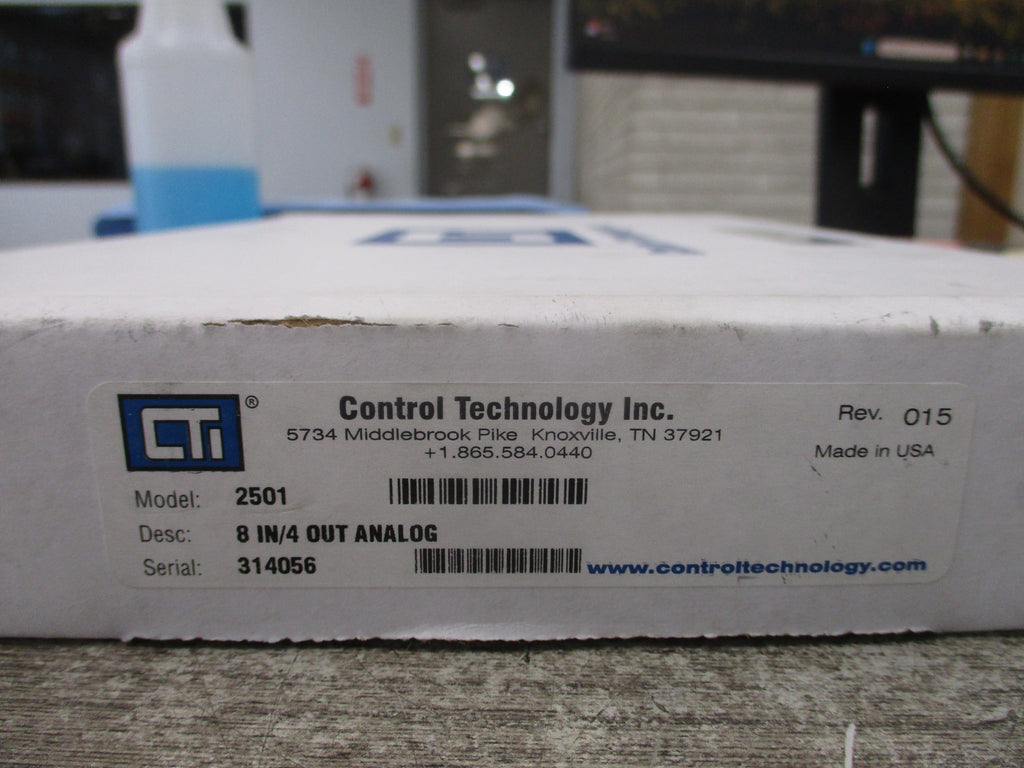 CTI ®
Control Technology Inc.
5734 Middlebrook Pike Knoxville, TN 37921
+1.865.584.0440
Rev. 015
Made in USA
Model: 2501
Desc: 8 IN/4 OUT ANALOG
Serial: 314056
www.controltechnology.com